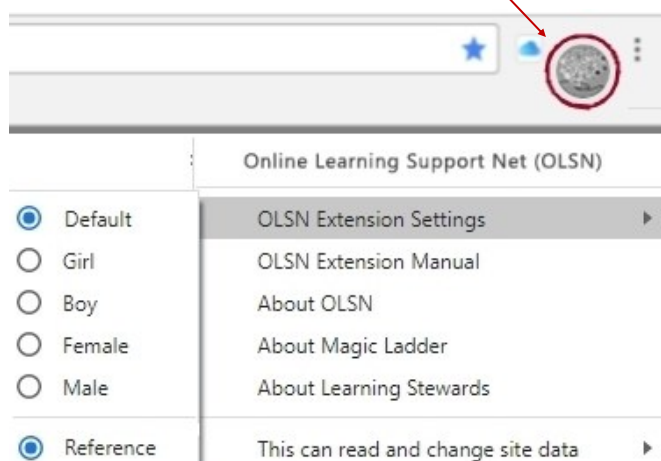 Online Learning Support Net (OLSN)
Default
OLSN Extension Settings
Girl
OLSN Extension Manual
Boy
About OLSN
Female
About Magic Ladder
Male
About Learning Stewards
Reference
This can read and change site data